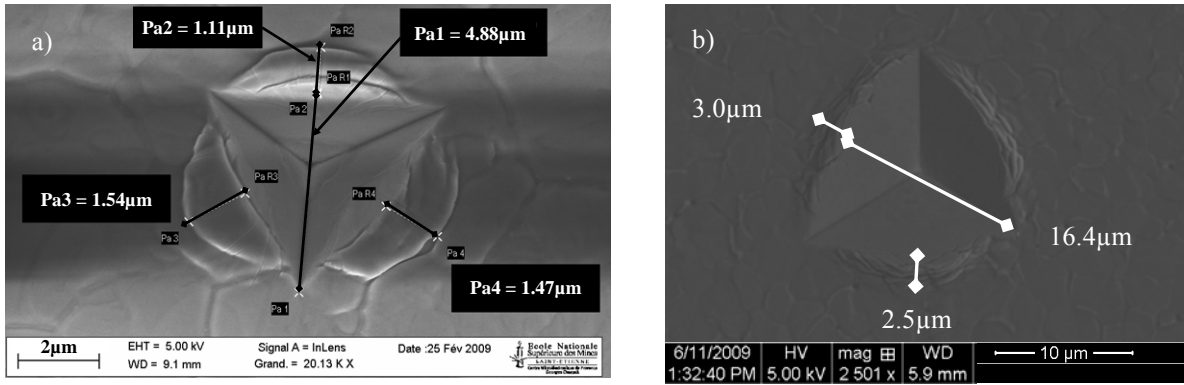 a)
Pa2 = 1.11µm
Pa1 = 4.88µm
Pa R2
Pa R1
Pa 2
Pa R3
Pa R4
Pa3 = 1.54µm
Pa 3
Pa 4
Pa4 = 1.47µm
Pa 1
2µm
EHT = 5.00 kV
WD = 9.1 mm
Signal A = InLens
Grand. = 20.13 K X
Date :25 Fév 2009
Ecole Nationale
Supérieure des Mines
SAINT-ETIENNE
b)
3.0µm
16.4µm
2.5µm
6/11/2009
1:32:40 PM
HV
5.00 kV
mag
2 501 x
WD
5.9 mm
10 µm